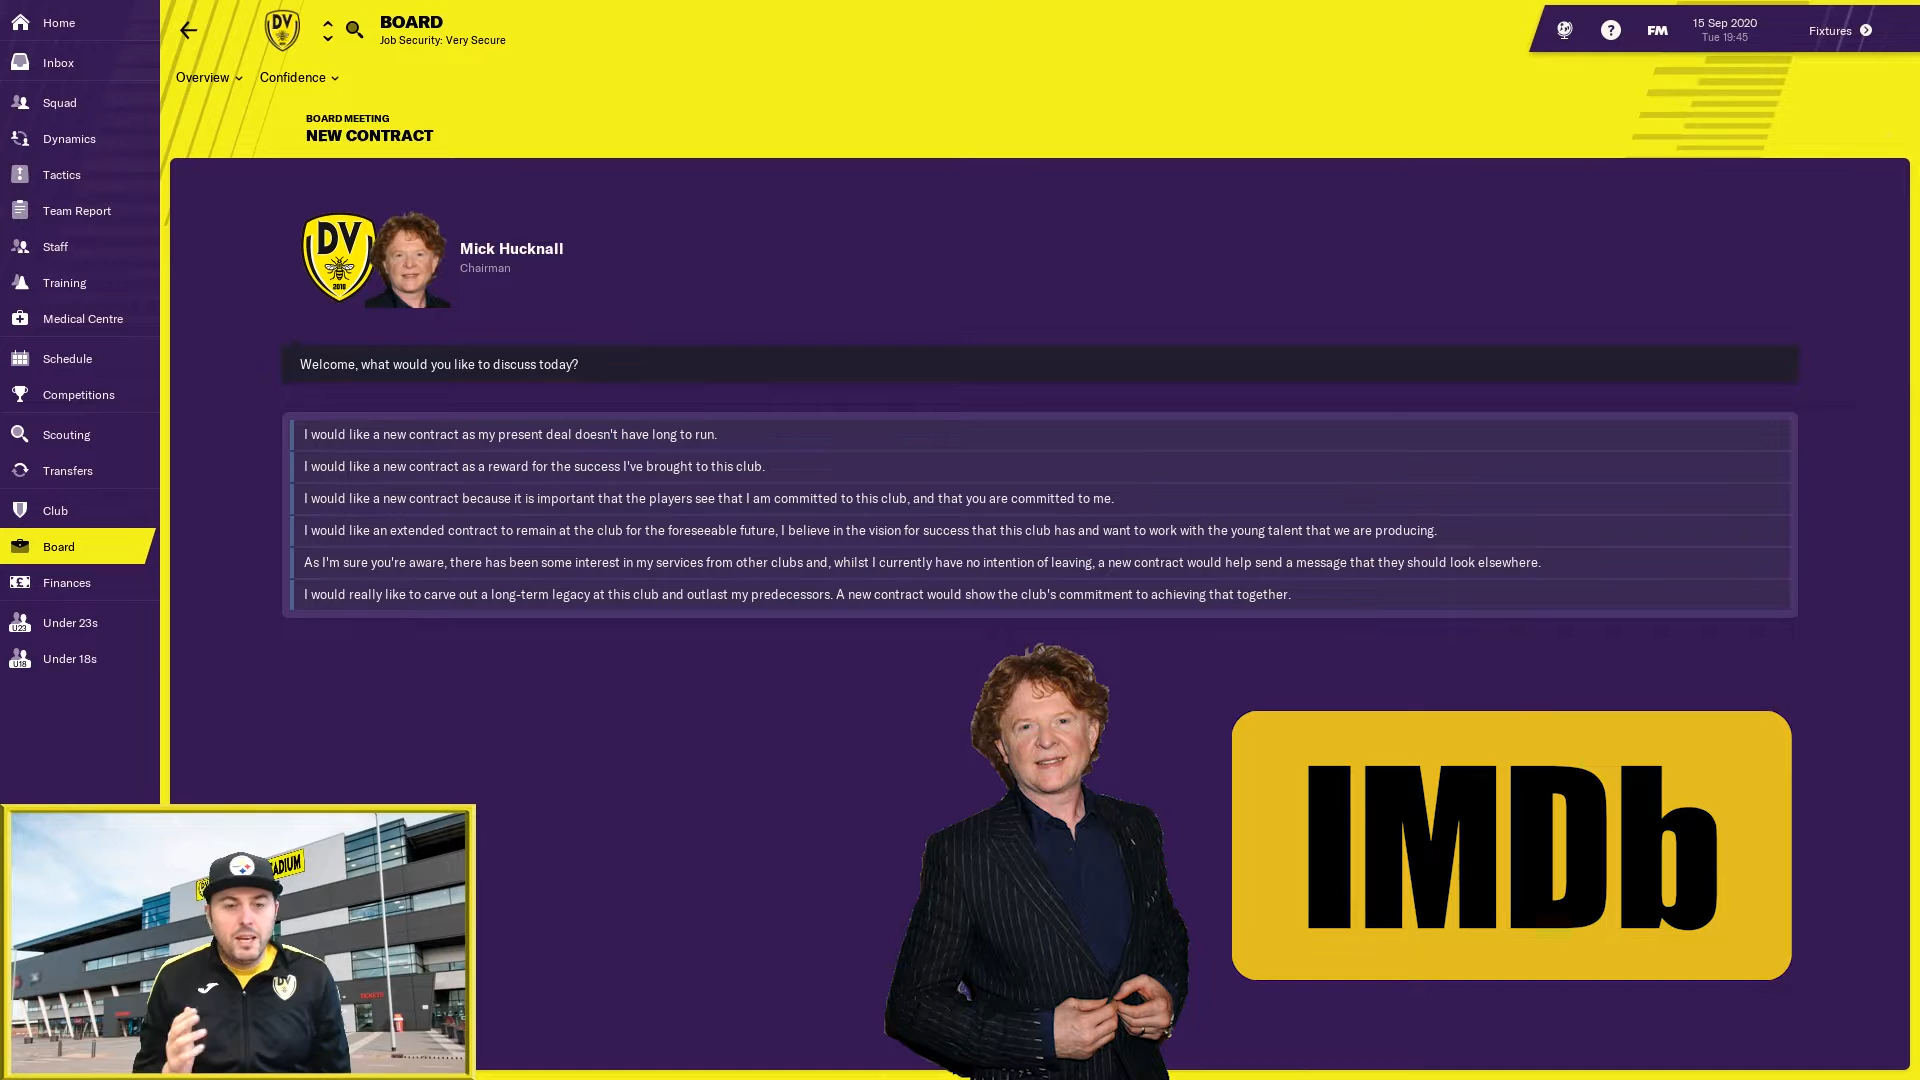 Home
Inbox
Squad
Dynamics
Tactics
Team Report
Staff
Training
Medical Centre
Schedule
Competitions
Scouting
Transfers
Club
Board
Finances
U23
Under 23s
U18
Under 18s
DV
BOARD
Job Security: Very Secure
?
FM
15 Sep 2020
Tue 19:45
Fixtures
Overview
Confidence
BOARD MEETING
NEW CONTRACT
DV
2018
Mick Hucknall
Chairman
Welcome, what would you like to discuss today?
I would like a new contract as my present deal doesn't have long to run.
I would like a new contract as a reward for the success I've brought to this club.
I would like a new contract because it is important that the players see that I am committed to this club, and that you are committed to me.
I would like an extended contract to remain at the club for the foreseeable future, I believe in the vision for success that this club has and want to work with the young talent that we are producing.
As I'm sure you're aware, there has been some interest in my services from other clubs and, whilst I currently have no intention of leaving, a new contract would help send a message that they should look elsewhere.
I would really like to carve out a long-term legacy at this club and outlast my predecessors. A new contract would show the club's commitment to achieving that together.
IMDb
DV
TICKETS